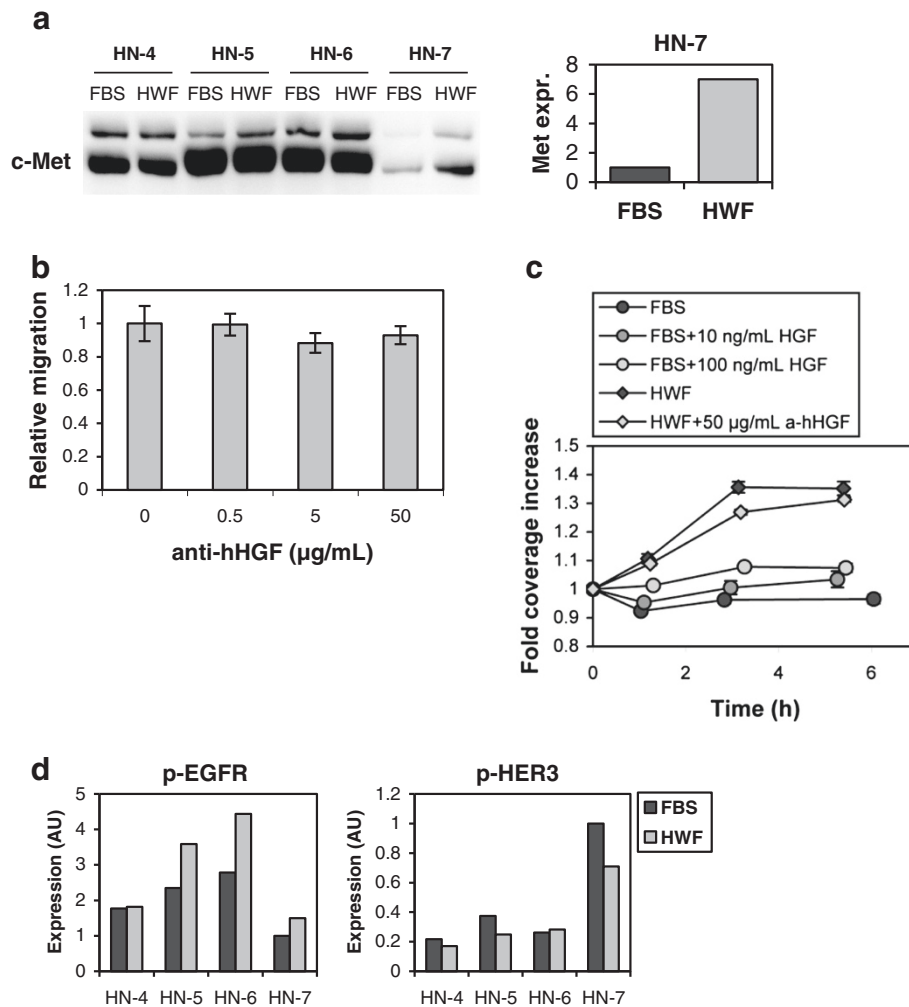 a
HN-4 HN-5 HN-6 HN-7
FBS HWF FBS HWF FBS HWF FBS HWF
c-Met
HN-7
Met expr.
8
6
4
2
0
FBS HWF
b
Relative migration
1.2
1
0.8
0.6
0.4
0.2
0
0 0.5 5 50
anti-hHGF (µg/mL)
c
FBS
FBS+10 ng/mL HGF
FBS+100 ng/mL HGF
HWF
HWF+50 µg/mL a-hHGF
Fold coverage increase
1.5
1.4
1.3
1.2
1.1
1
0.9
0.8
0 2 4 6
Time (h)
d
p-EGFR
Expression (AU)
5
4
3
2
1
0
HN-4 HN-5 HN-6 HN-7
p-HER3
Expression (AU)
1.2
1
0.8
0.6
0.4
0.2
0
HN-4 HN-5 HN-6 HN-7
FBS
HWF